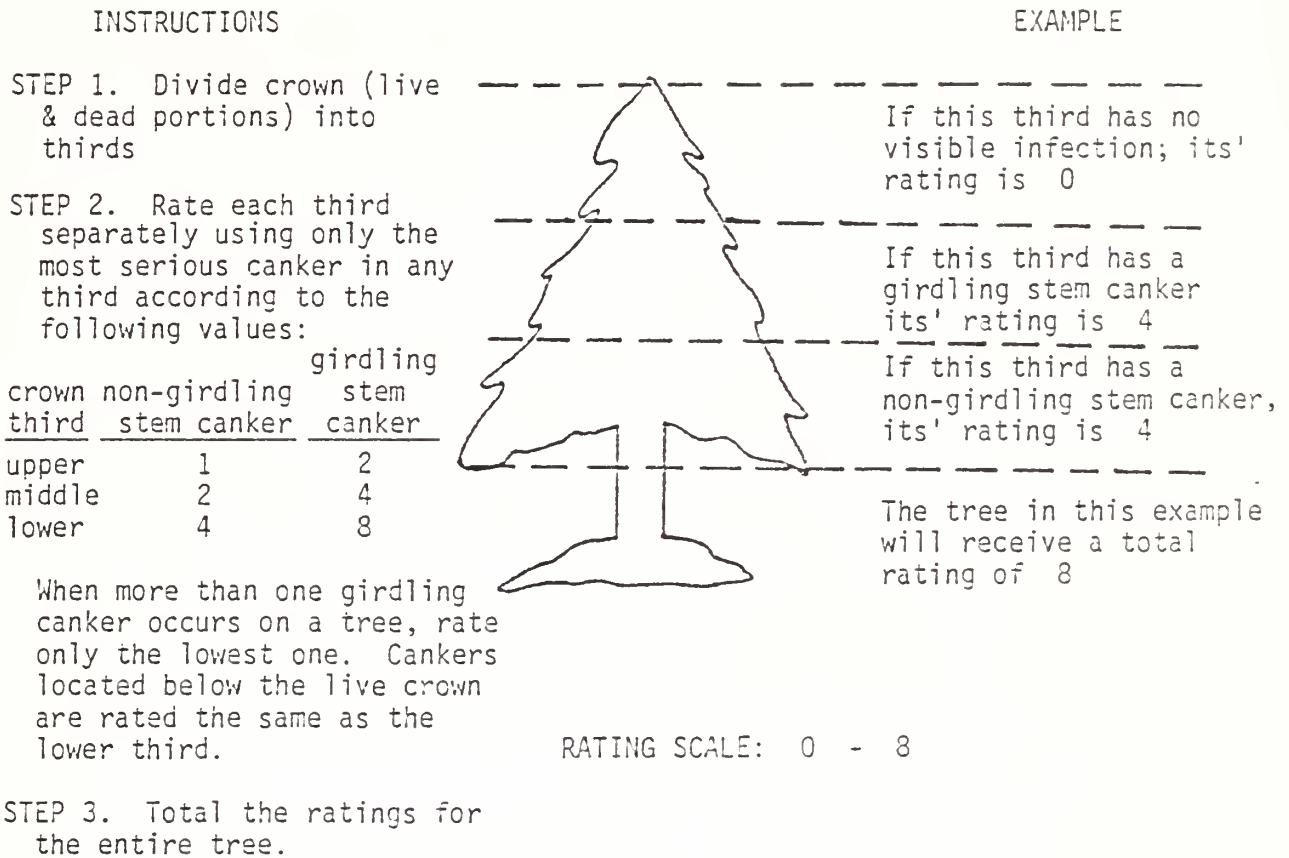 INSTRUCTIONS
STEP 1. Divide crown (live
& dead portions) into
thirds
STEP 2. Rate each third
separately using only the
most serious canker in any
third according to the
following values:
girdling
crown non-girdling stem
third stem canker canker
upper 1 2
middle 2 4
lower 4 8
When more than one girdling
canker occurs on a tree, rate
only the lowest one. Cankers
located below the live crown
are rated the same as the
lower third.
STEP 3. Total the ratings for
the entire tree.
EXAMPLE
If this third has no
visible infection; its'
rating is 0
If this third has a
girdling stem canker
its' rating is 4
If this third has a
non-girdling stem canker,
its' rating is 4
The tree in this example
will receive a total
rating of 8
RATING SCALE: 0 - 8